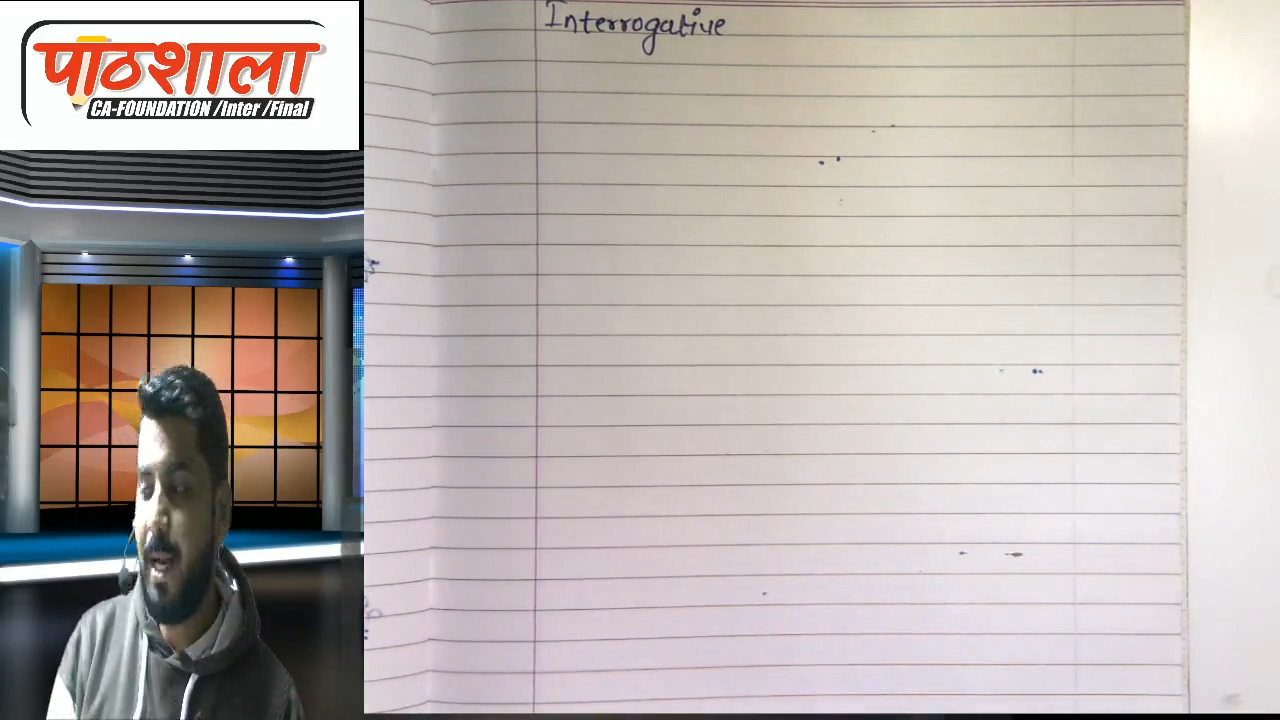 पाठशाला
CA-FOUNDATION /Inter /Final
Interrogative